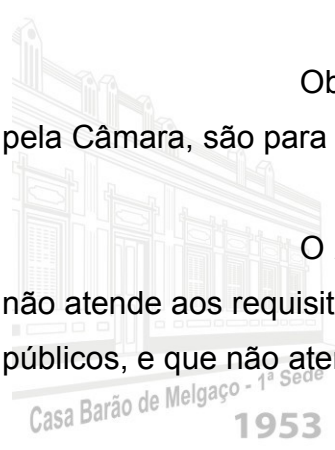 Ob
pela Câmara, são para
O
não atende aos requisit
públicos, e que não ate
Casa Barão de Melgaço - 1ª Sede
1953